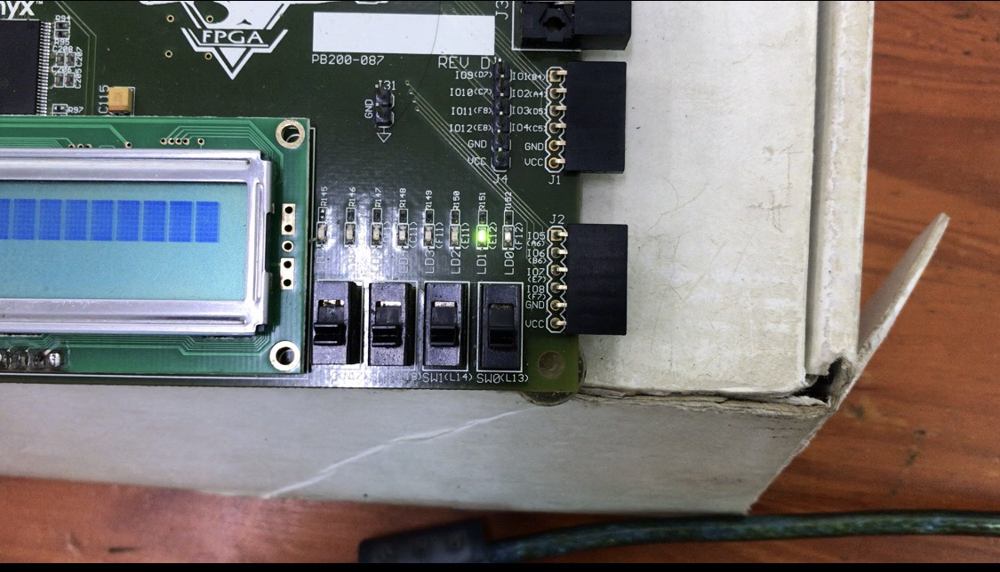 nyx™
R94
R95
C208
C207
C206
C205
R97
C115
FPGA
PB200-087
REV D
J3
J31
GND
IO9(D7)
IO10(C7)
IO11(F8)
IO12(E8)
GND
VCC
J4
IO1(B4)
IO2(A4)
IO3(D5)
IO4(C5)
GND
VCC
J1
R145
R146
R147
R148
R149
R150
R151
R152
(C11)
(F11)
(E11)
(E12)
(F12)
LD3
LD2
LD1
LD0
J2
IO5
(A6)
IO6
(B6)
IO7
(E7)
IO8
(F7)
GND
VCC
(N17)
SW1(L14)
SW0(L13)